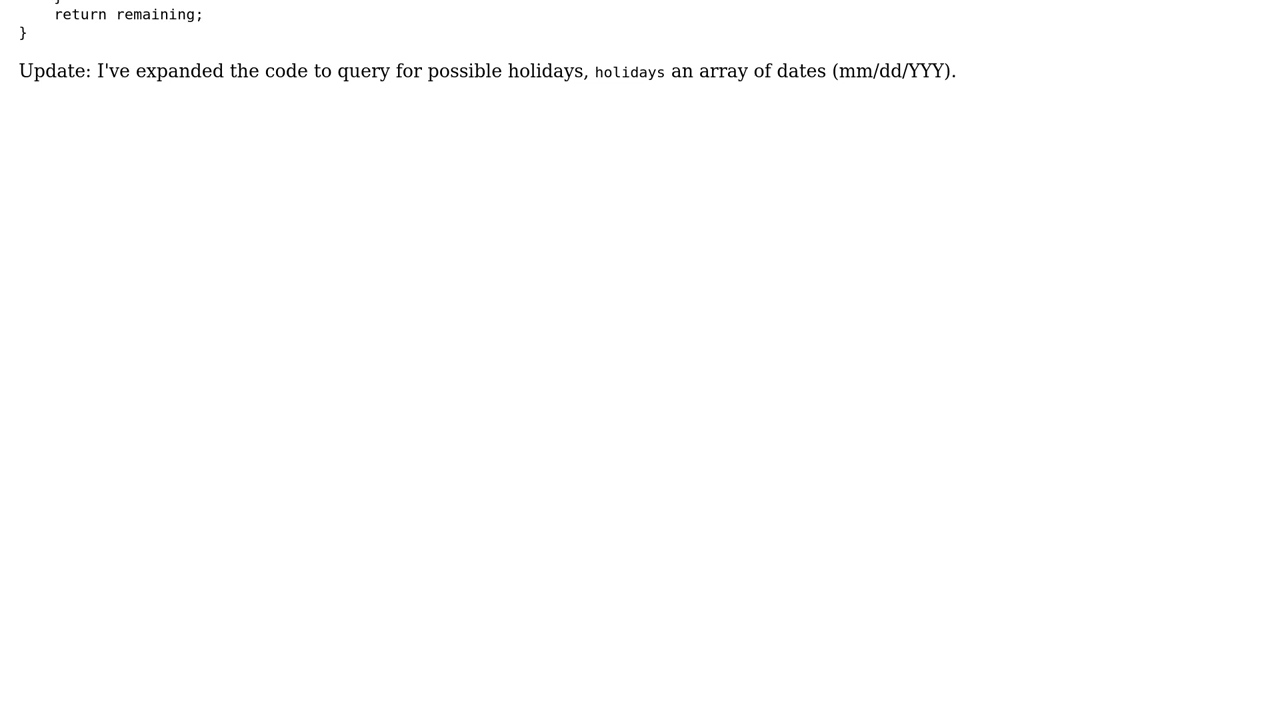 }
    return remaining;
}
Update: I've expanded the code to query for possible holidays, holidays an array of dates (mm/dd/YYY).